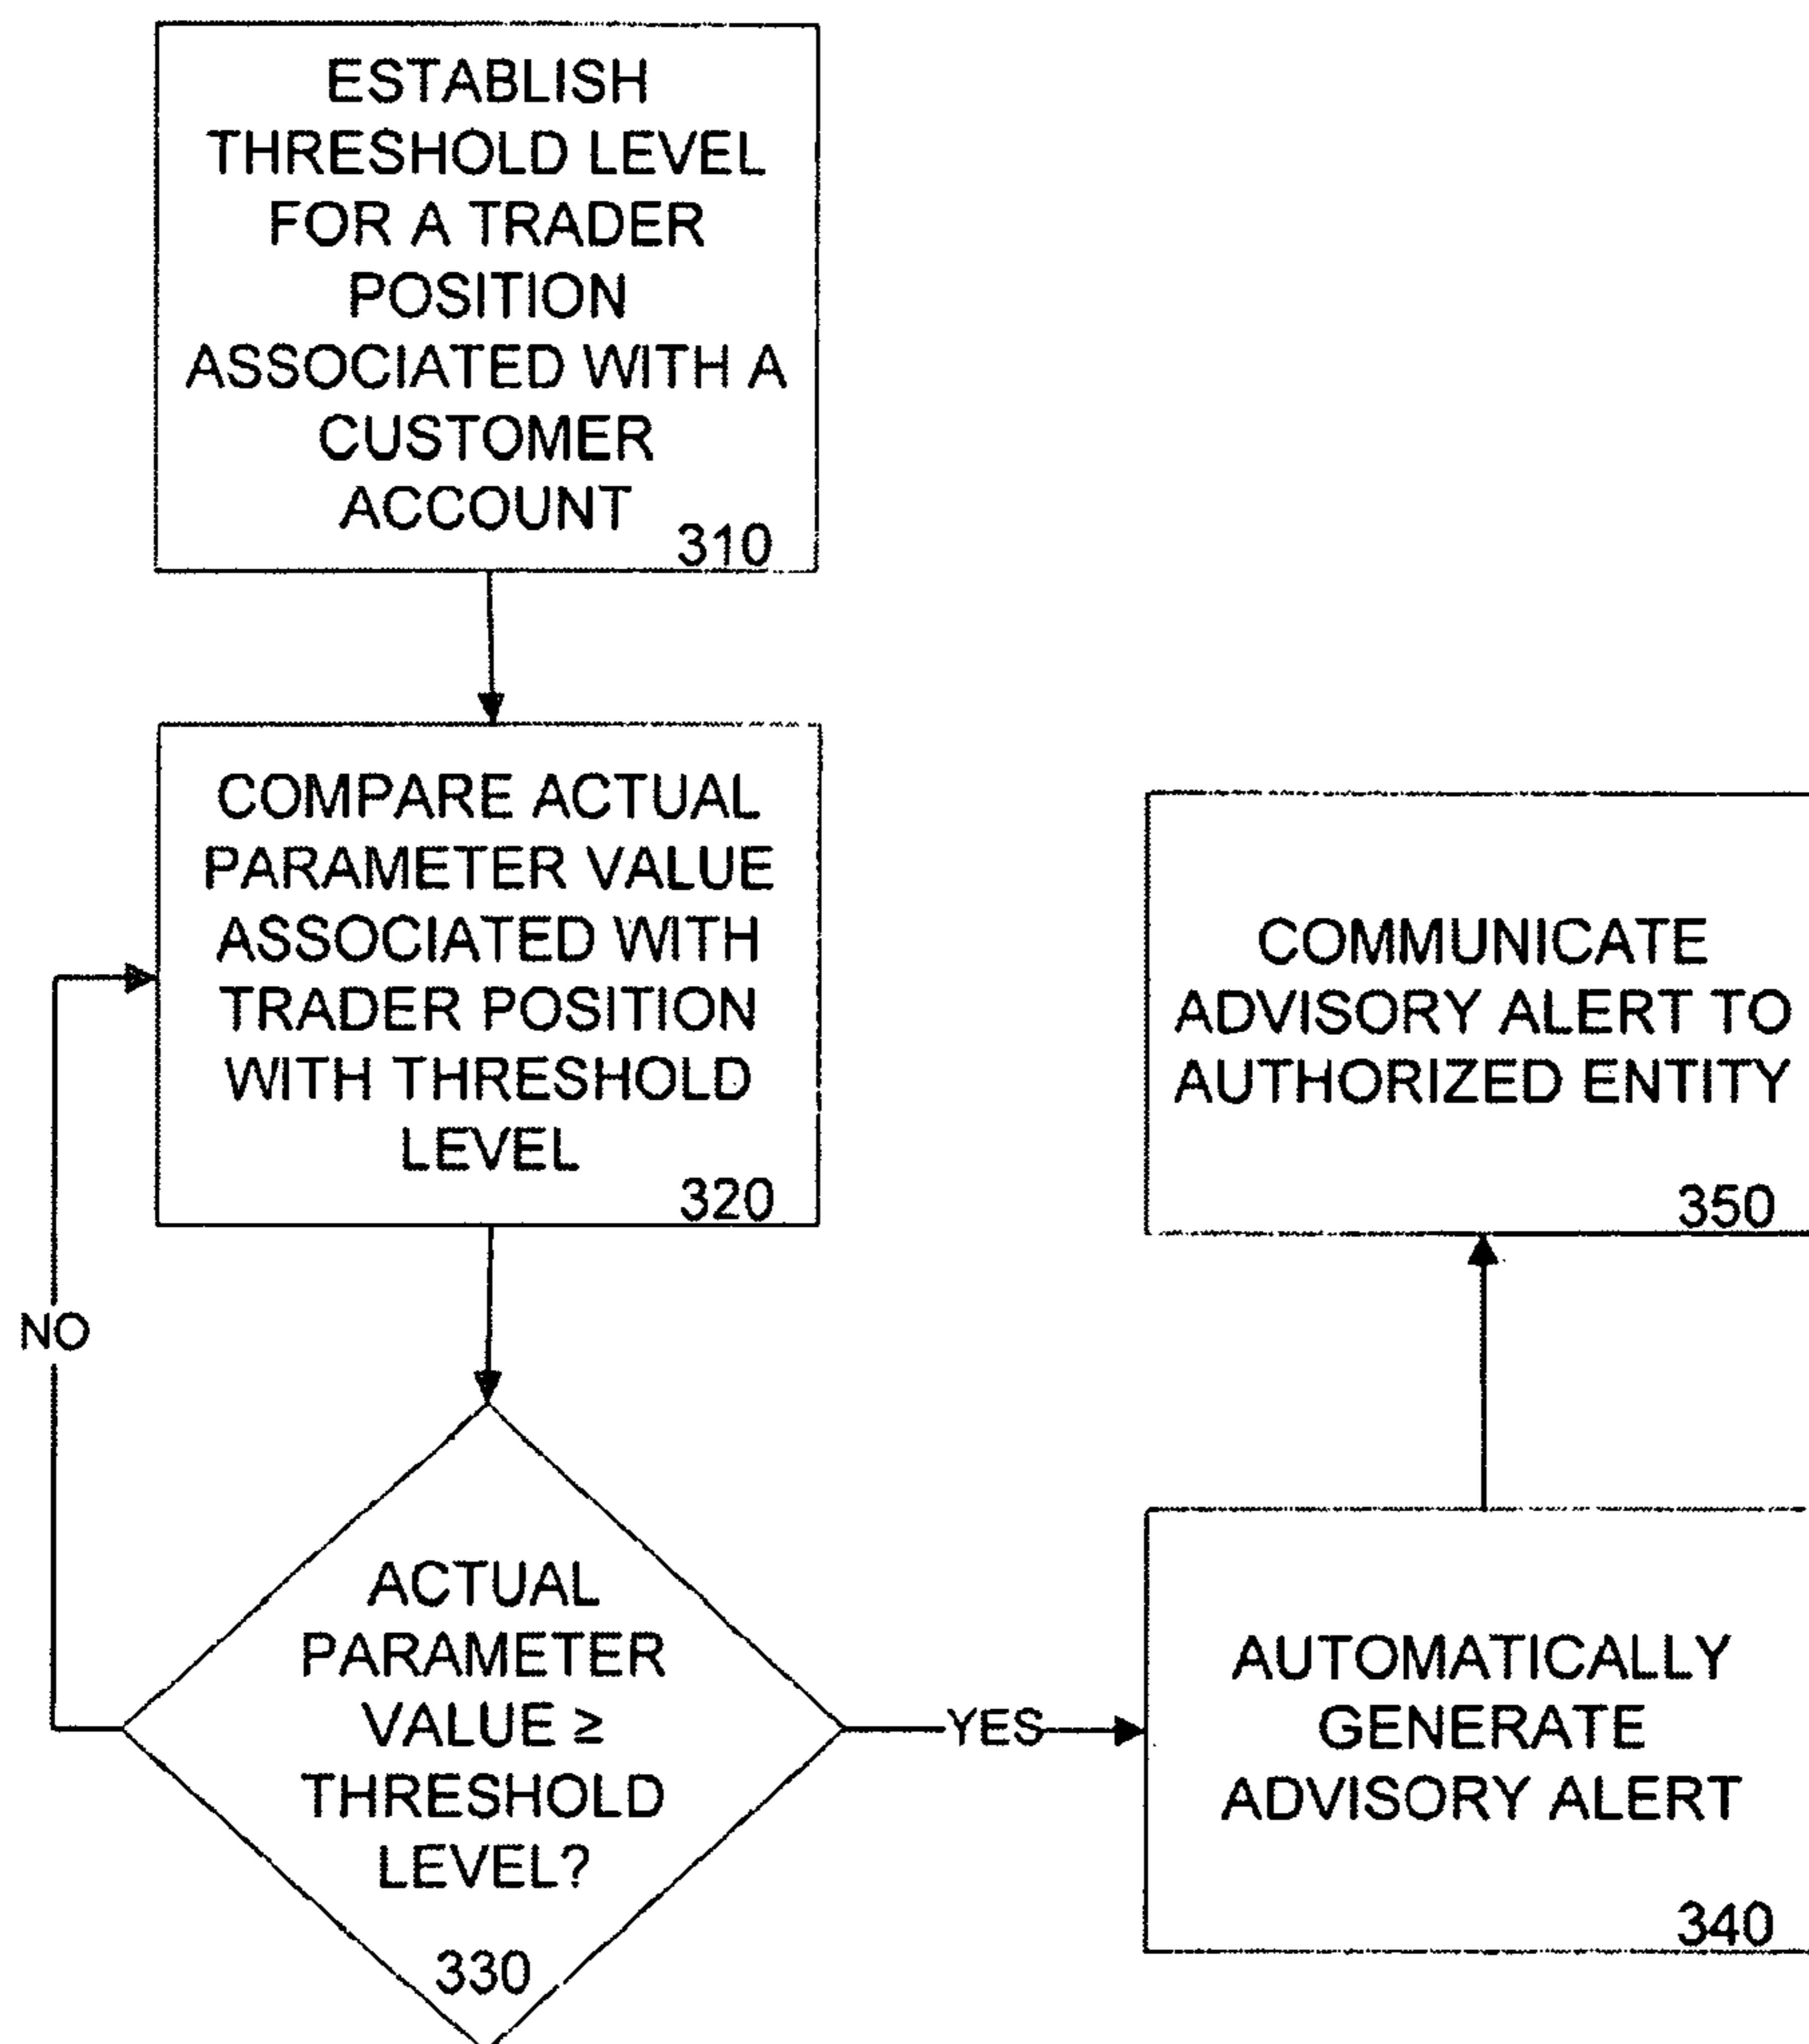 ESTABLISH
THRESHOLD LEVEL
FOR A TRADER
POSITION
ASSOCIATED WITH A
CUSTOMER
ACCOUNT
310
COMPARE ACTUAL
PARAMETER VALUE
ASSOCIATED WITH
TRADER POSITION
WITH THRESHOLD
LEVEL
320
NO
ACTUAL
PARAMETER
VALUE ≥
THRESHOLD
LEVEL?
330
YES
AUTOMATICALLY
GENERATE
ADVISORY ALERT
340
COMMUNICATE
ADVISORY ALERT TO
AUTHORIZED ENTITY
350